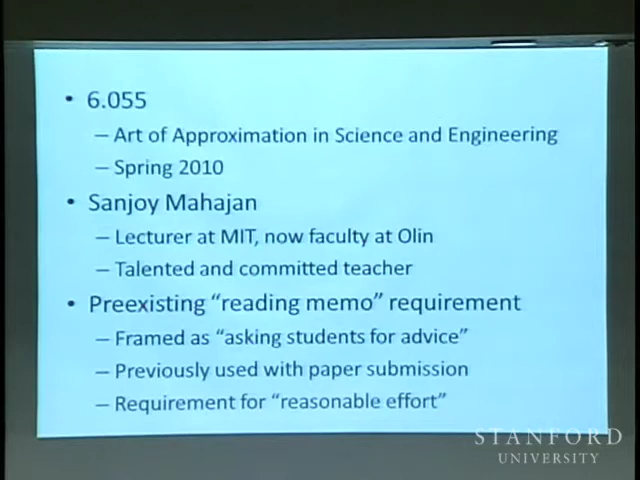 • 6.055
– Art of Approximation in Science and Engineering
– Spring 2010
• Sanjoy Mahajan
– Lecturer at MIT, now faculty at Olin
– Talented and committed teacher
• Preexisting “reading memo” requirement
– Framed as “asking students for advice”
– Previously used with paper submission
– Requirement for “reasonable effort”
STANFORD
UNIVERSITY